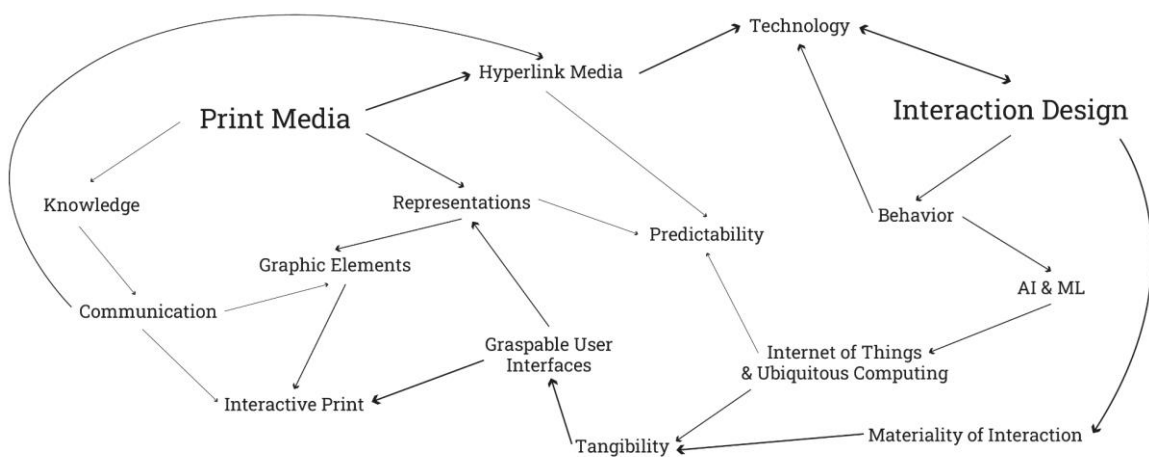 Technology
Hyperlink Media
Interaction Design
Print Media
Knowledge
Representations
Behavior
Predictability
Graphic Elements
AI & ML
Communication
Graspable User
Interfaces
Internet of Things
& Ubiquitous Computing
Interactive Print
Tangibility
Materiality of Interaction